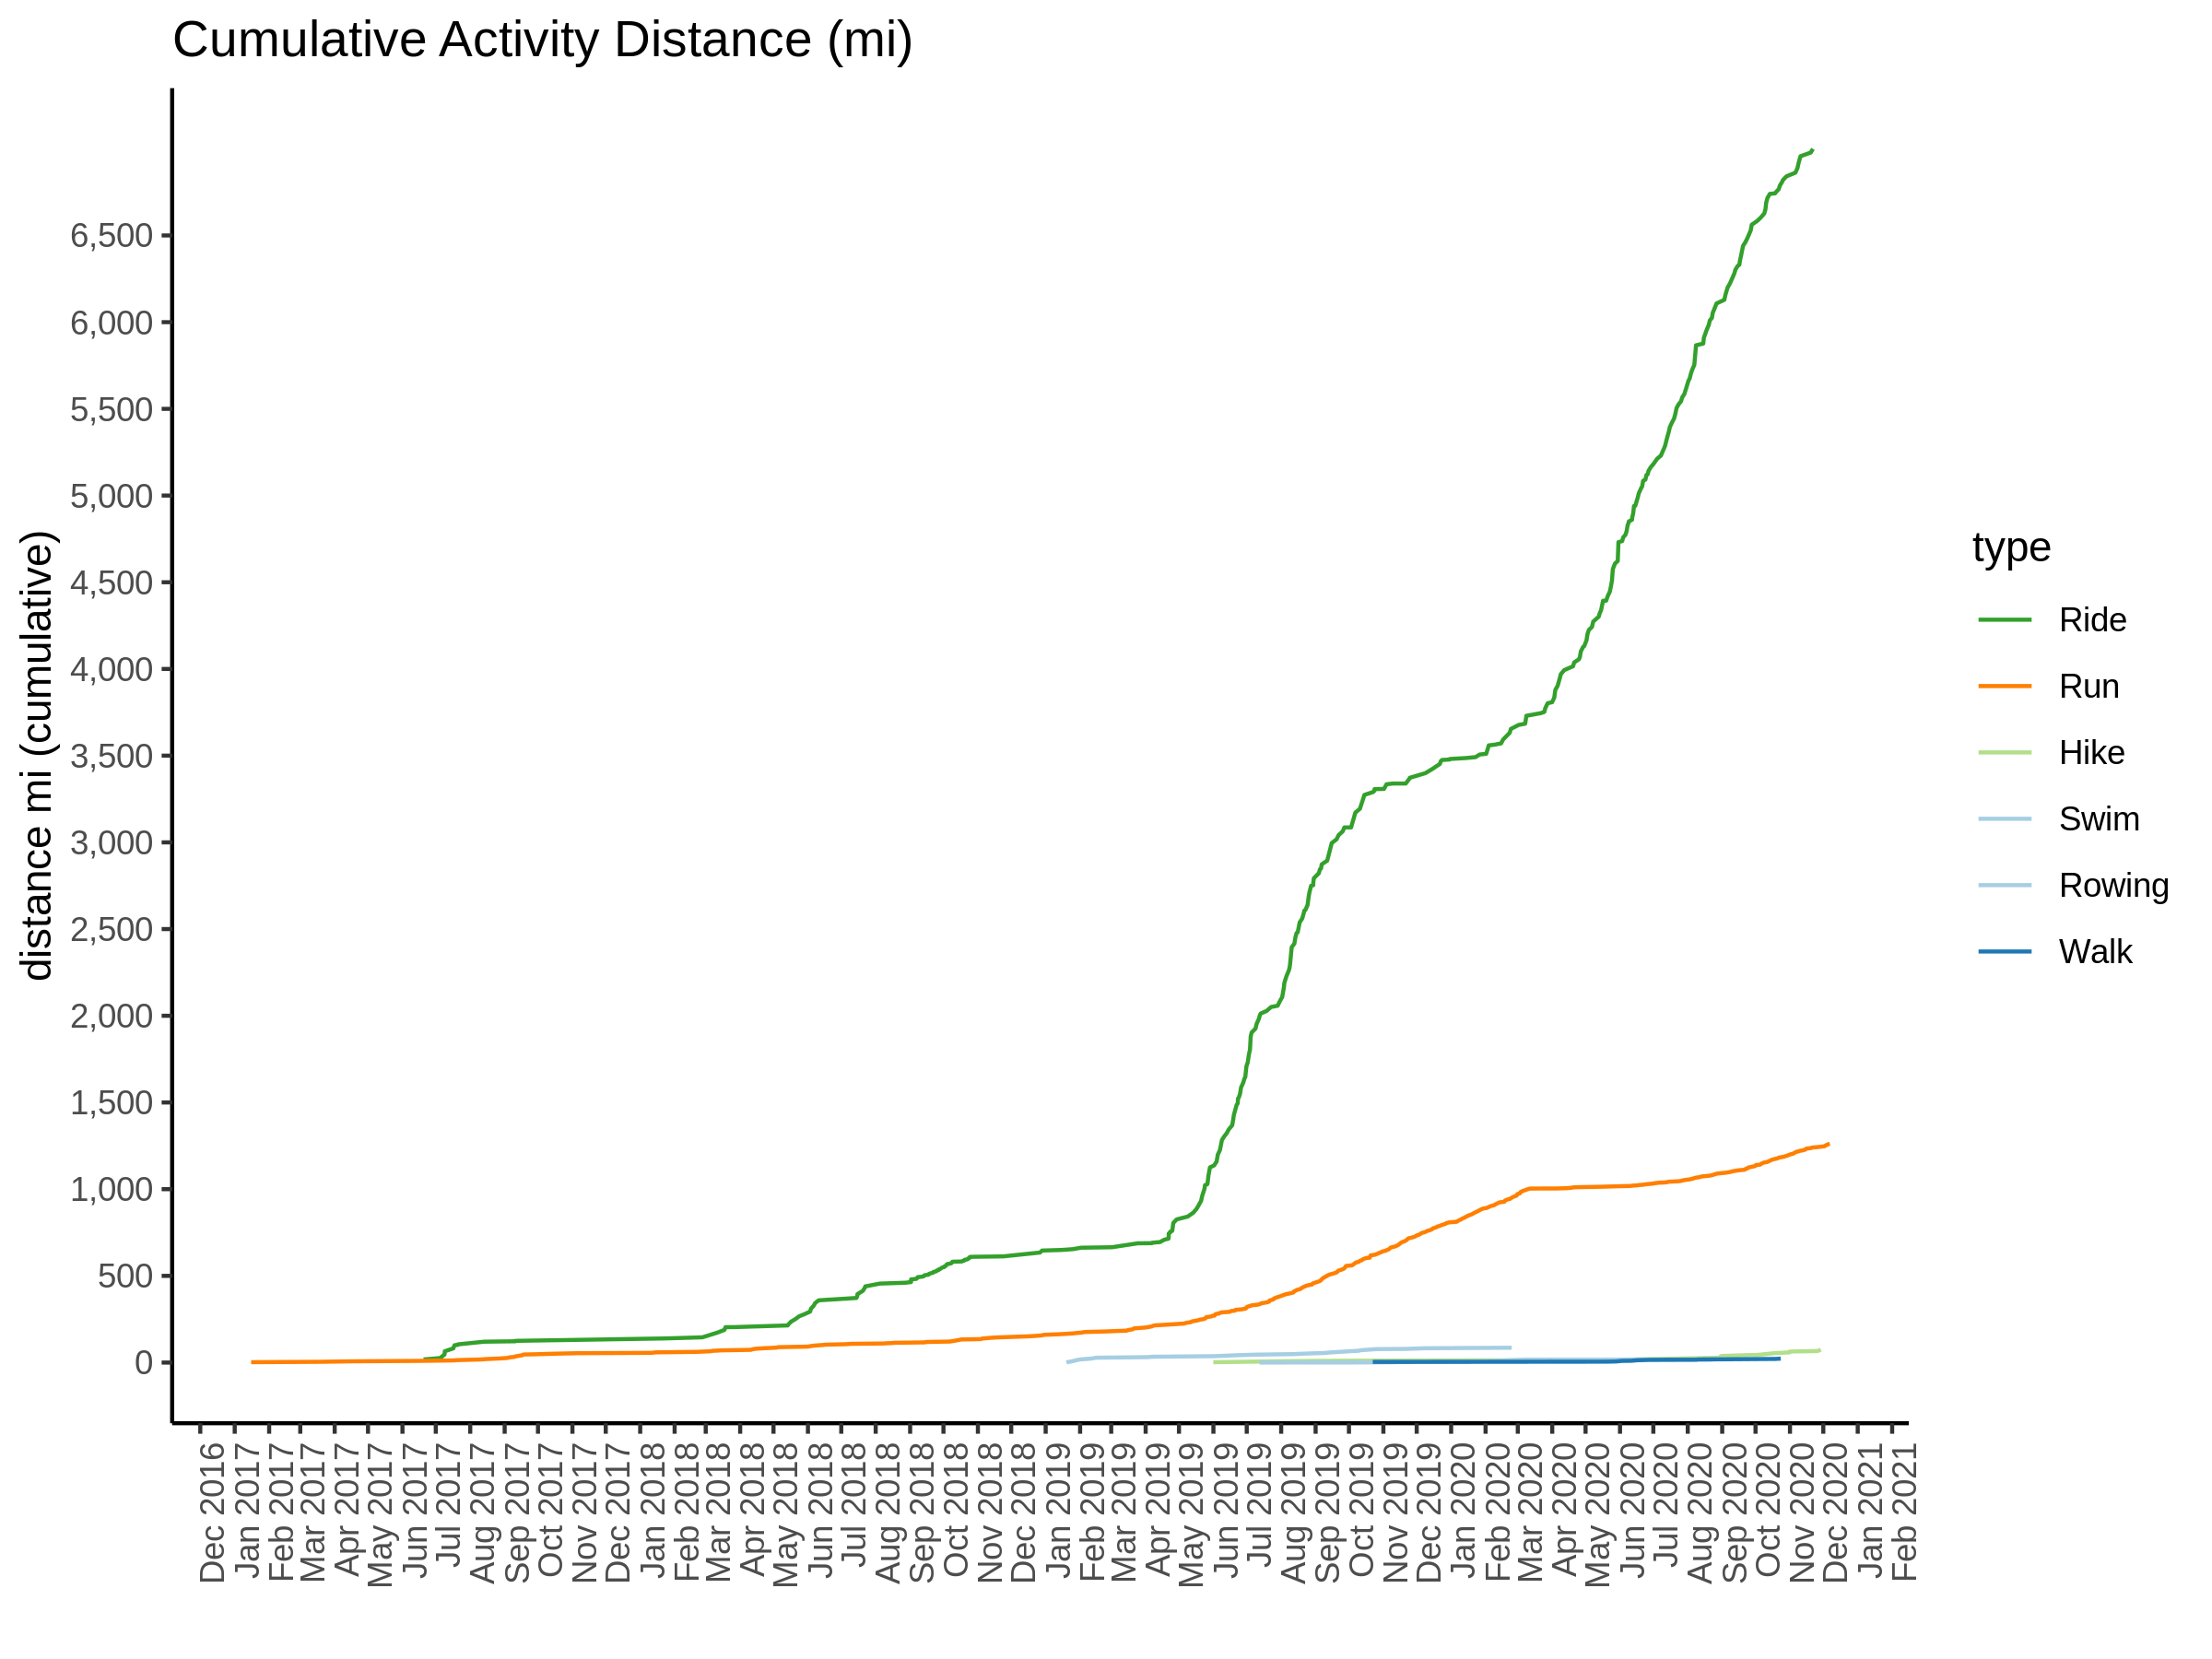 Cumulative Activity Distance (mi)
distance mi (cumulative)
6,500
6,000
5,500
5,000
4,500
4,000
3,500
3,000
2,500
2,000
1,500
1,000
500
0
Dec 2016
Jan 2017
Feb 2017
Mar 2017
Apr 2017
May 2017
Jun 2017
Jul 2017
Aug 2017
Sep 2017
Oct 2017
Nov 2017
Dec 2017
Jan 2018
Feb 2018
Mar 2018
Apr 2018
May 2018
Jun 2018
Jul 2018
Aug 2018
Sep 2018
Oct 2018
Nov 2018
Dec 2018
Jan 2019
Feb 2019
Mar 2019
Apr 2019
May 2019
Jun 2019
Jul 2019
Aug 2019
Sep 2019
Oct 2019
Nov 2019
Dec 2019
Jan 2020
Feb 2020
Mar 2020
Apr 2020
May 2020
Jun 2020
Jul 2020
Aug 2020
Sep 2020
Oct 2020
Nov 2020
Dec 2020
Jan 2021
Feb 2021
type
Ride
Run
Hike
Swim
Rowing
Walk